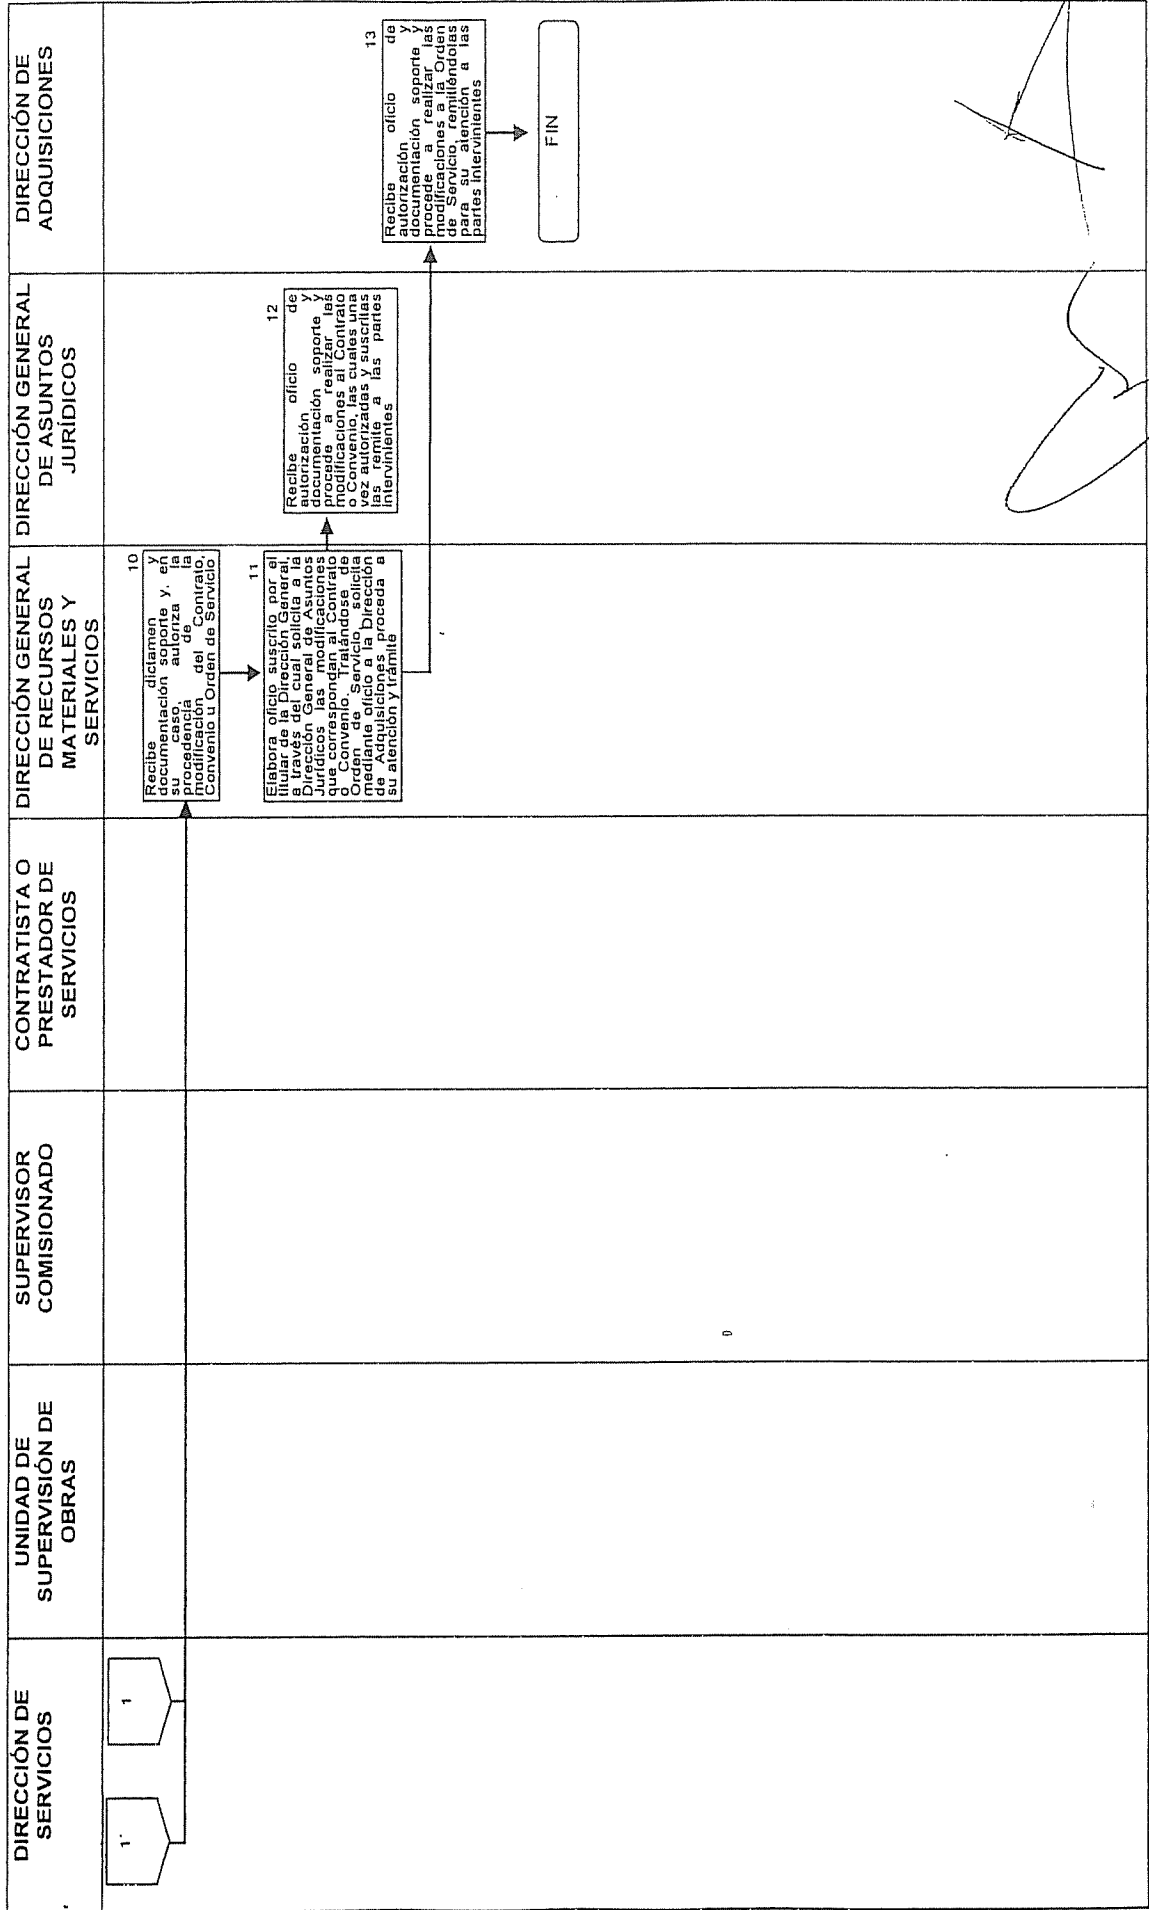 DIRECCIÓN DE
SERVICIOS
UNIDAD DE
SUPERVISIÓN DE
OBRAS
SUPERVISOR
COMISIONADO
CONTRATISTA O
PRESTADOR DE
SERVICIOS
DIRECCIÓN GENERAL
DE RECURSOS
MATERIALES Y
SERVICIOS
DIRECCIÓN GENERAL
DE ASUNTOS
JURÍDICOS
DIRECCIÓN DE
ADQUISICIONES
1
1
10
Recibe dictamen y
documentación soporte y, en
su caso, autoriza la
procedencia de la
modificación del Contrato,
Convenio u Orden de Servicio
11
Elabora oficio suscrito por el
titular de la Dirección General,
a través del cual solicita a la
Dirección General de Asuntos
Jurídicos las modificaciones
que correspondan al Contrato
o Convenio. Tratándose de
Orden de Servicio, solicita
mediante oficio a la Dirección
de Adquisiciones proceda a
su atención y trámite
12
Recibe oficio de
autorización y
documentación soporte y
procede a realizar las
modificaciones al Contrato
o Convenio, las cuales una
vez autorizadas y suscritas
las remite a las partes
intervinientes
13
Recibe oficio de
autorización y
documentación soporte y
procede a realizar las
modificaciones a la Orden
de Servicio, remitiéndolas
para su atención a las
partes intervinientes
FIN